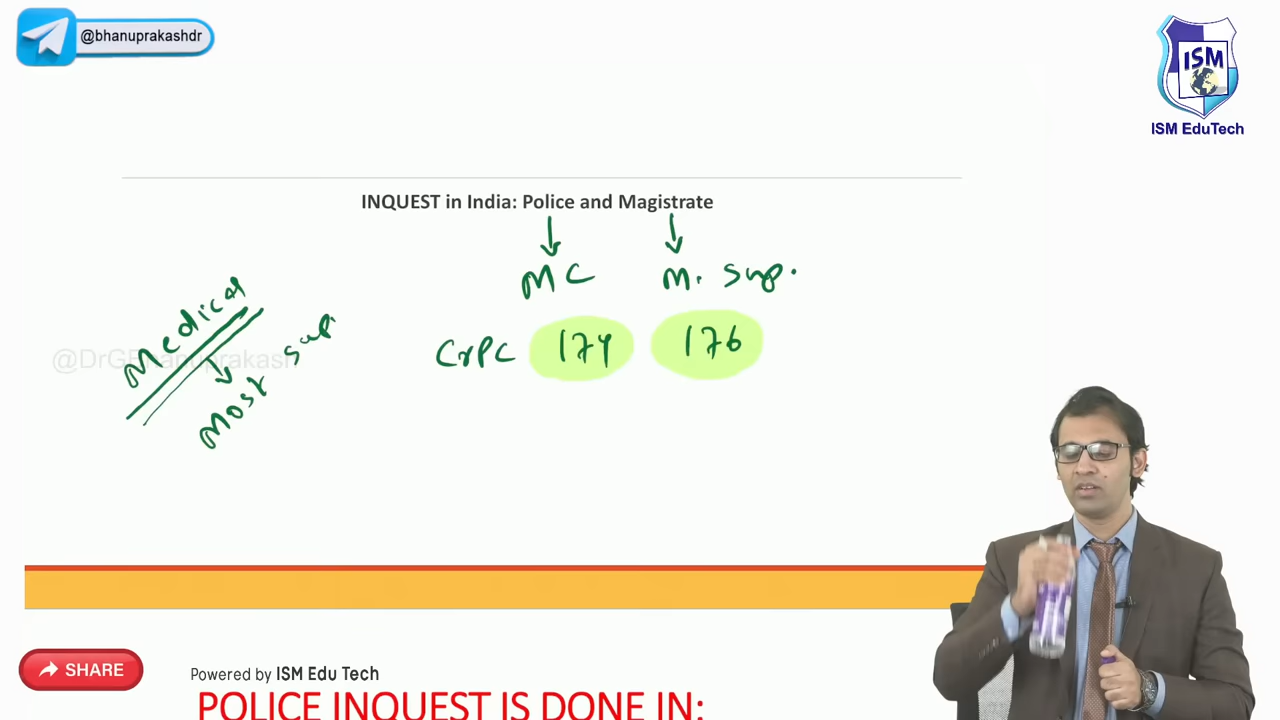 @bhanuprakashdr
ISM
ISM EduTech
INQUEST in India: Police and Magistrate
MC M. Sup.
CrPC 174 176
Medical
Most sup.
@DrGBhanuprakash
SHARE
Powered by ISM Edu Tech
POLICE INQUEST IS DONE IN: